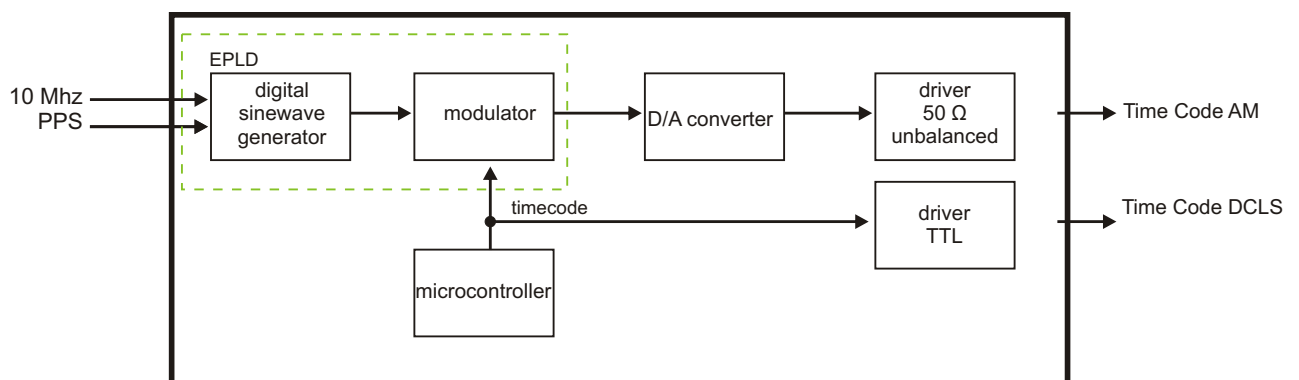 EPLD
10 Mhz
PPS
digital
sinewave
generator
modulator
D/A converter
driver
50 Ω
unbalanced
Time Code AM
timecode
driver
TTL
Time Code DCLS
microcontroller